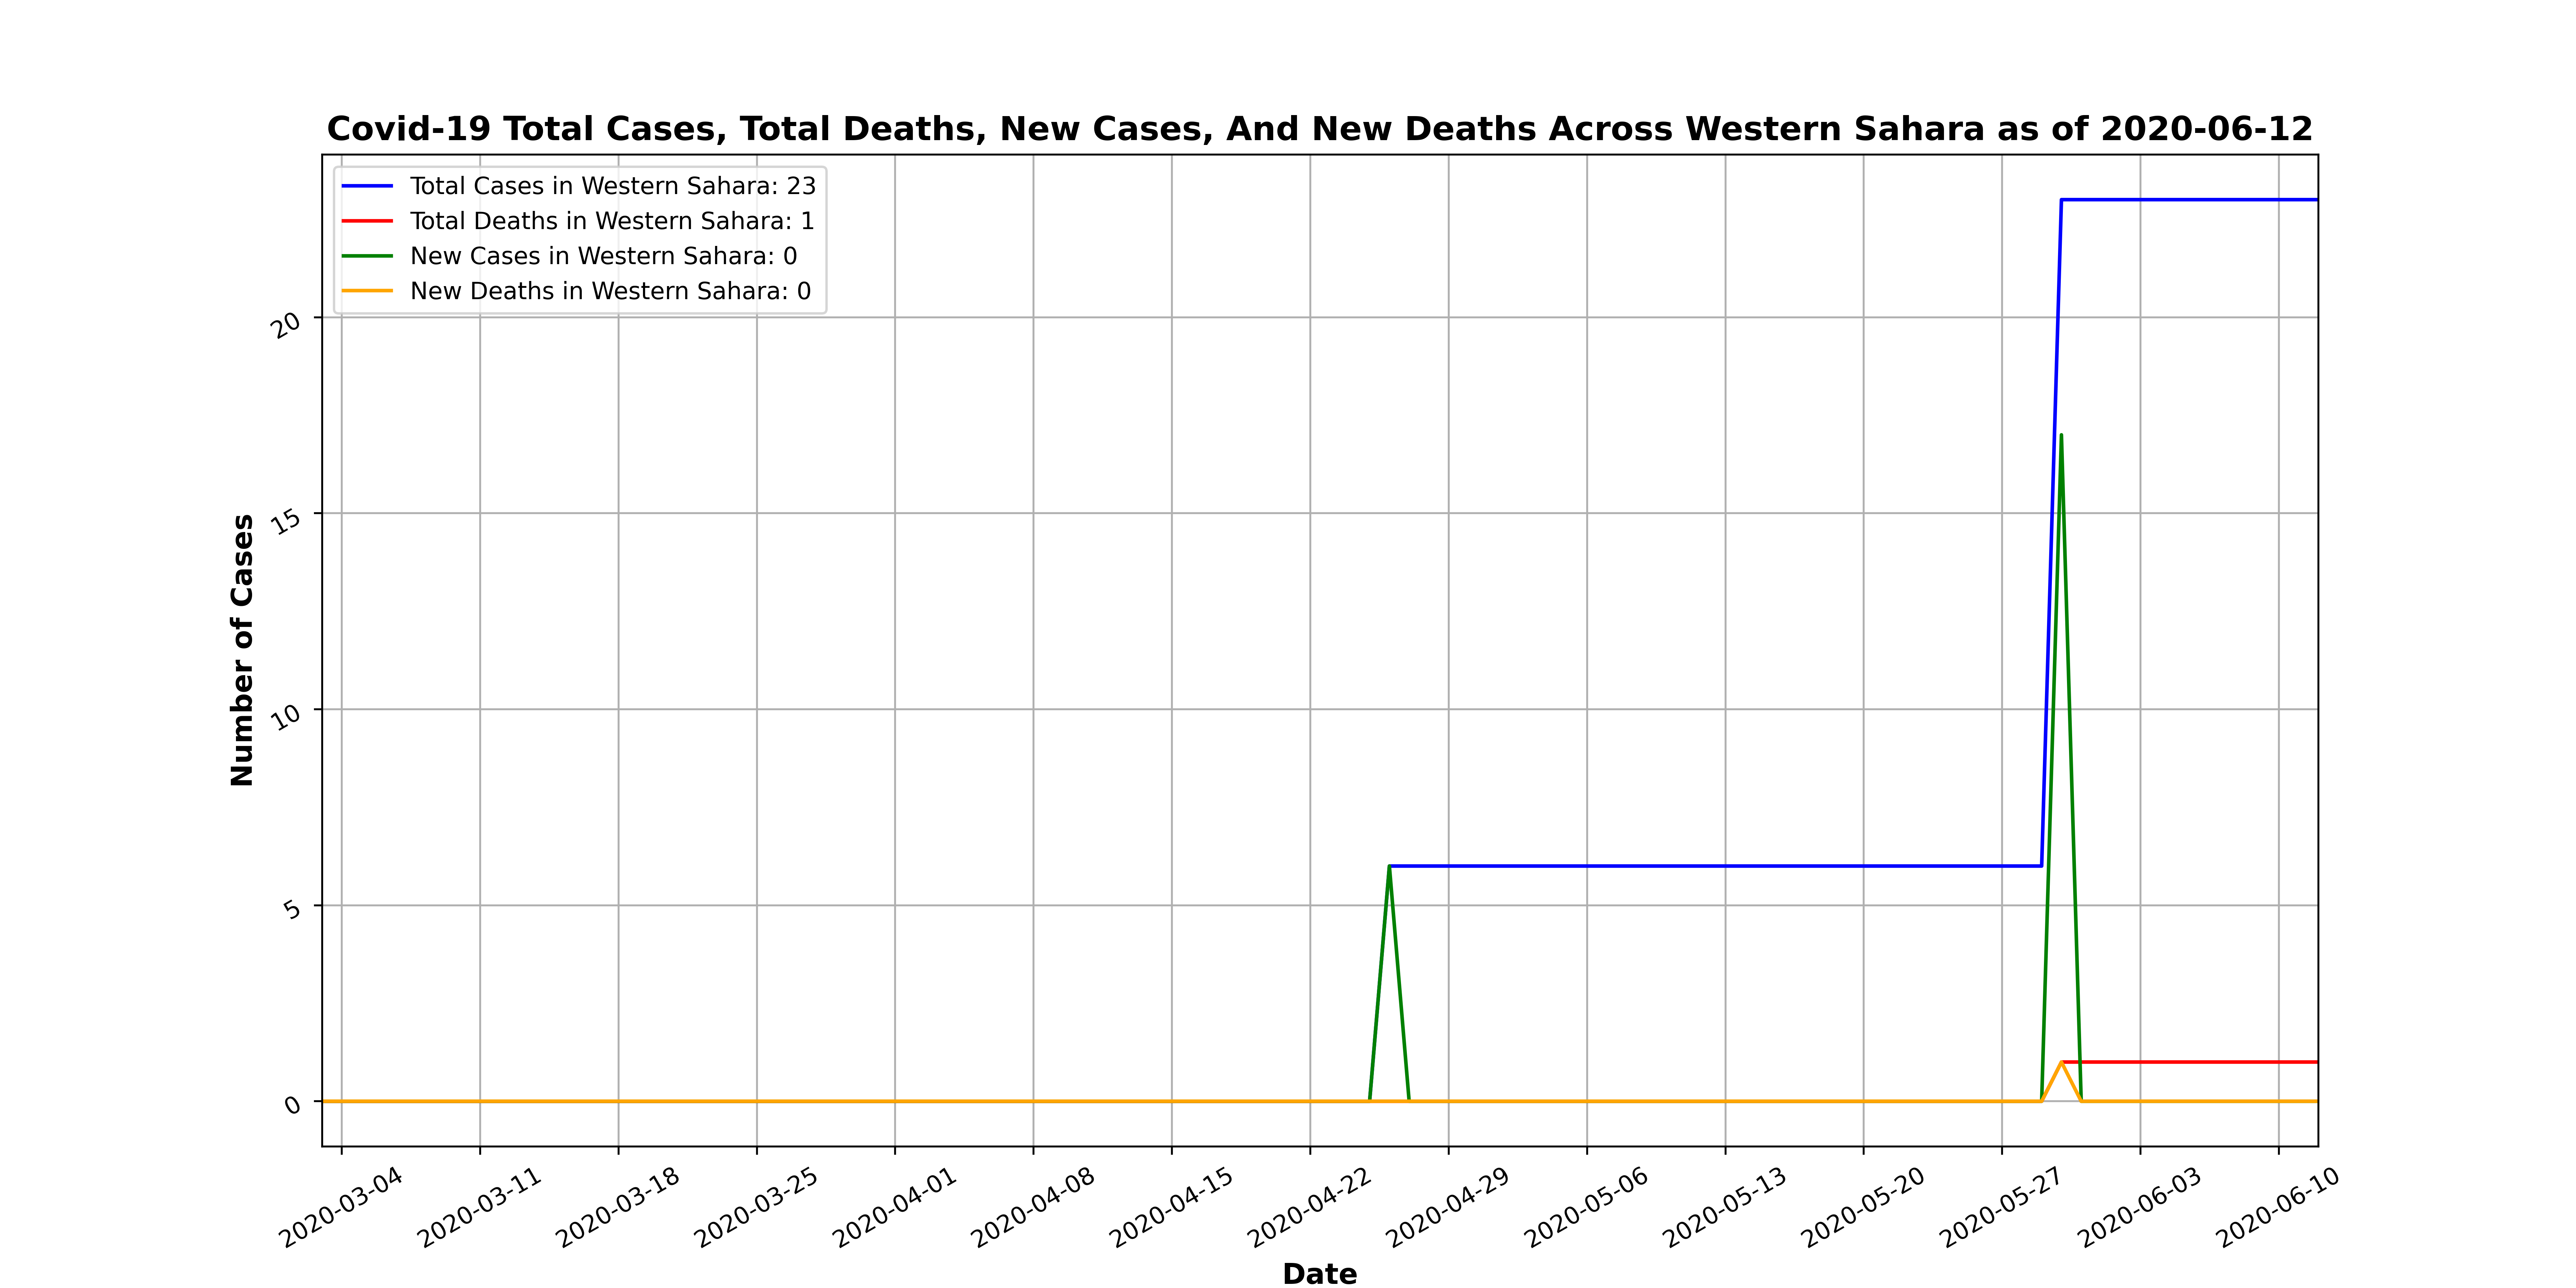 Covid-19 Total Cases, Total Deaths, New Cases, And New Deaths Across Western Sahara as of 2020-06-12
Total Cases in Western Sahara: 23
Total Deaths in Western Sahara: 1
New Cases in Western Sahara: 0
New Deaths in Western Sahara: 0
Number of Cases
20
15
10
5
0
2020-03-04
2020-03-11
2020-03-18
2020-03-25
2020-04-01
2020-04-08
2020-04-15
2020-04-22
2020-04-29
2020-05-06
2020-05-13
2020-05-20
2020-05-27
2020-06-03
2020-06-10
Date